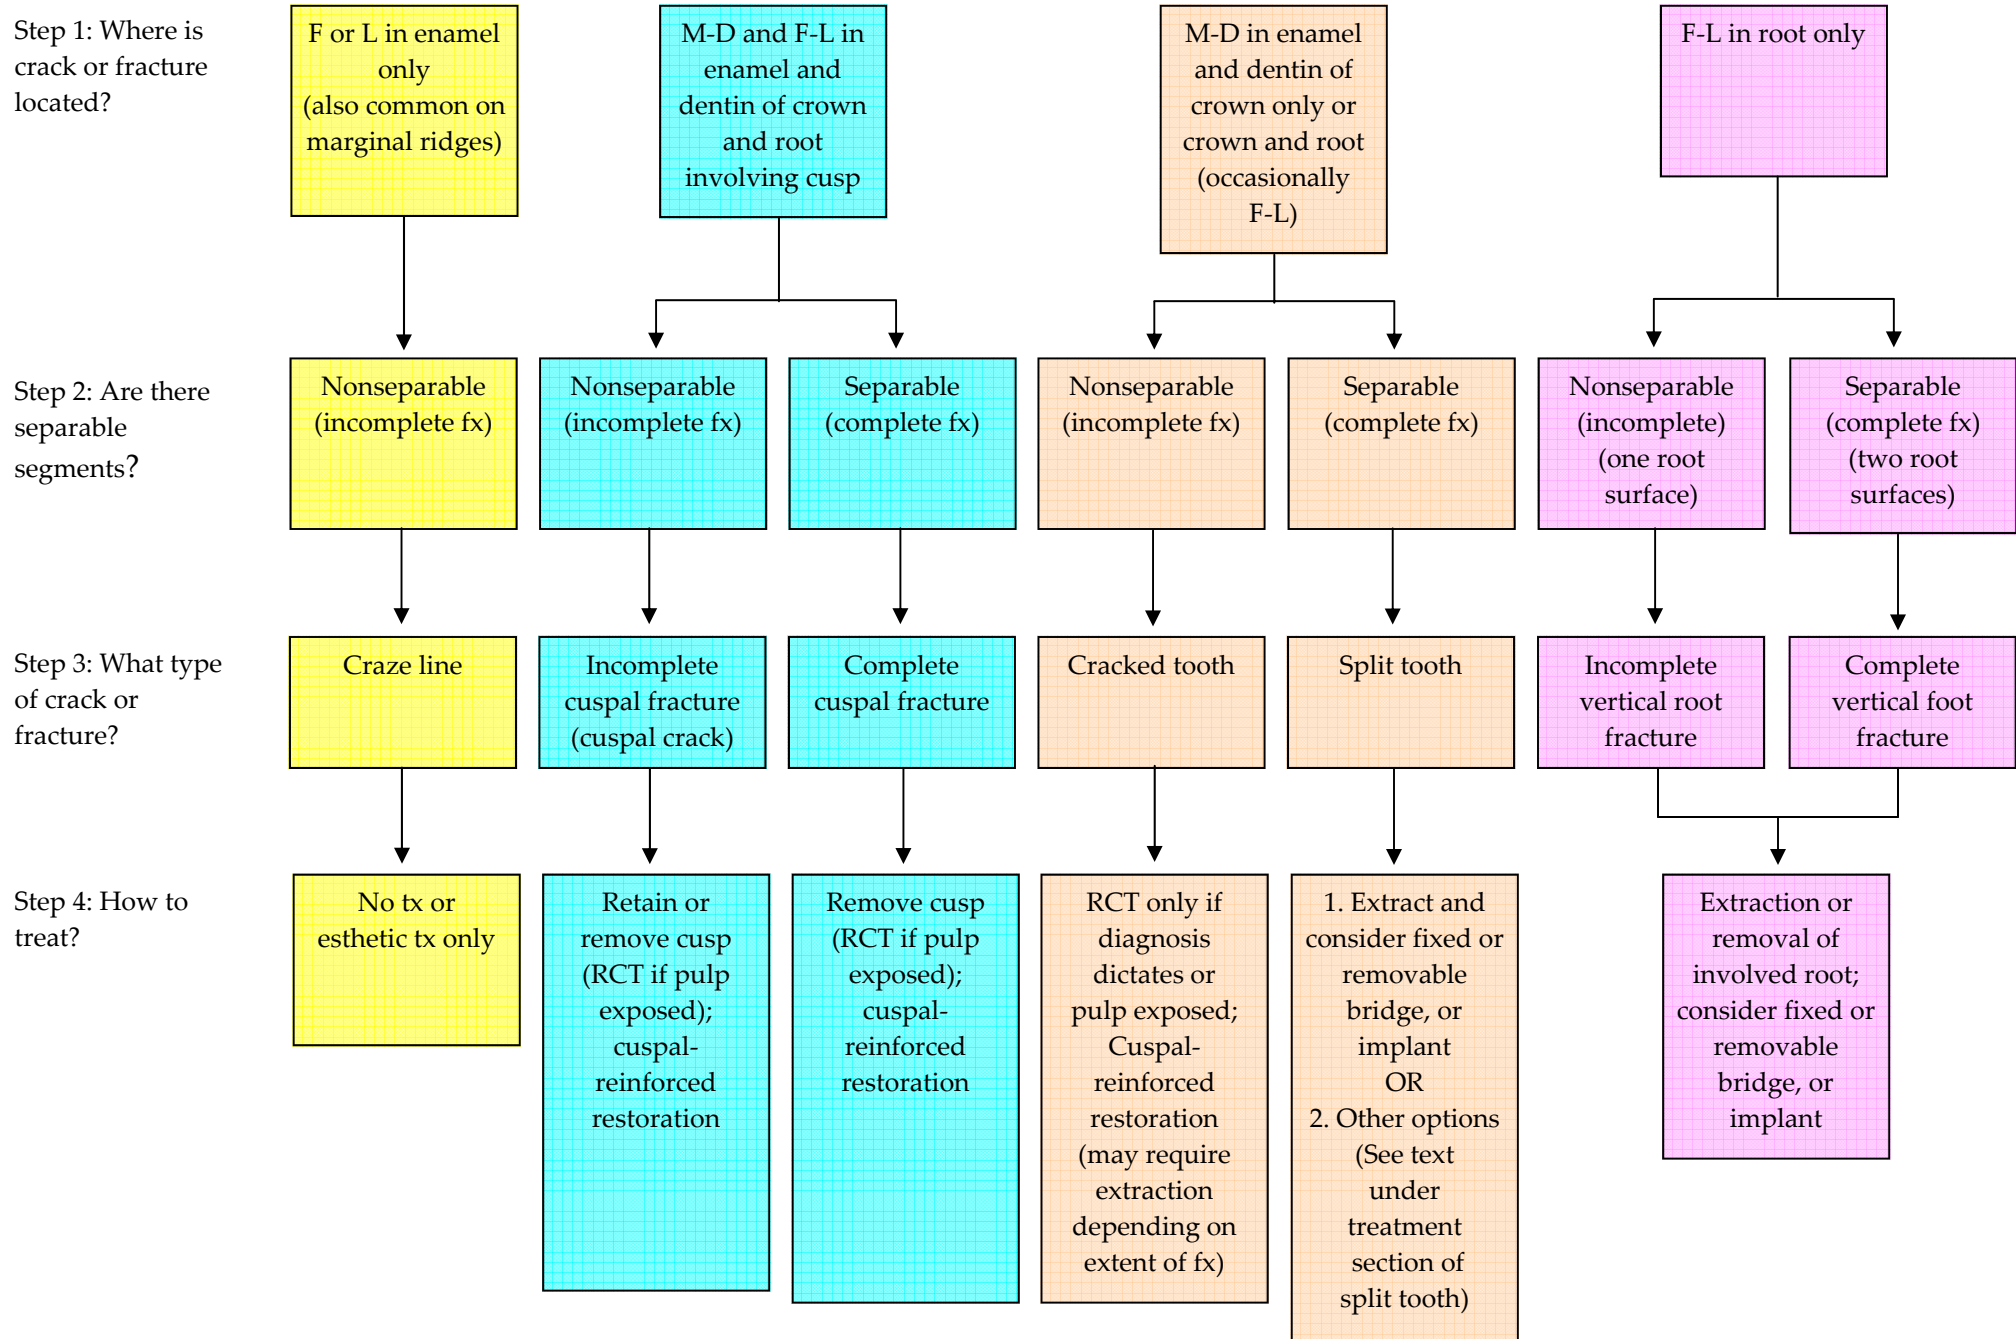 Step 1: Where is
crack or fracture
located?
F or L in enamel
only
(also common on
marginal ridges)
M-D and F-L in
enamel and
dentin of crown
and root
involving cusp
M-D in enamel
and dentin of
crown only or
crown and root
(occasionally
F-L)
F-L in root only
Step 2: Are there
separable
segments?
Nonseparable
(incomplete fx)
Nonseparable
(incomplete fx)
Separable
(complete fx)
Nonseparable
(incomplete fx)
Separable
(complete fx)
Nonseparable
(incomplete)
(one root
surface)
Separable
(complete fx)
(two root
surfaces)
Step 3: What type
of crack or
fracture?
Craze line
Incomplete
cuspal fracture
(cuspal crack)
Complete
cuspal fracture
Cracked tooth
Split tooth
Incomplete
vertical root
fracture
Complete
vertical foot
fracture
Step 4: How to
treat?
No tx or
esthetic tx only
Retain or
remove cusp
(RCT if pulp
exposed);
cuspal-
reinforced
restoration
Remove cusp
(RCT if pulp
exposed);
cuspal-
reinforced
restoration
RCT only if
diagnosis
dictates or
pulp exposed;
Cuspal-
reinforced
restoration
(may require
extraction
depending on
extent of fx)
1. Extract and
consider fixed or
removable
bridge, or
implant
OR
2. Other options
(See text
under
treatment
section of
split tooth)
Extraction or
removal of
involved root;
consider fixed or
removable
bridge, or
implant